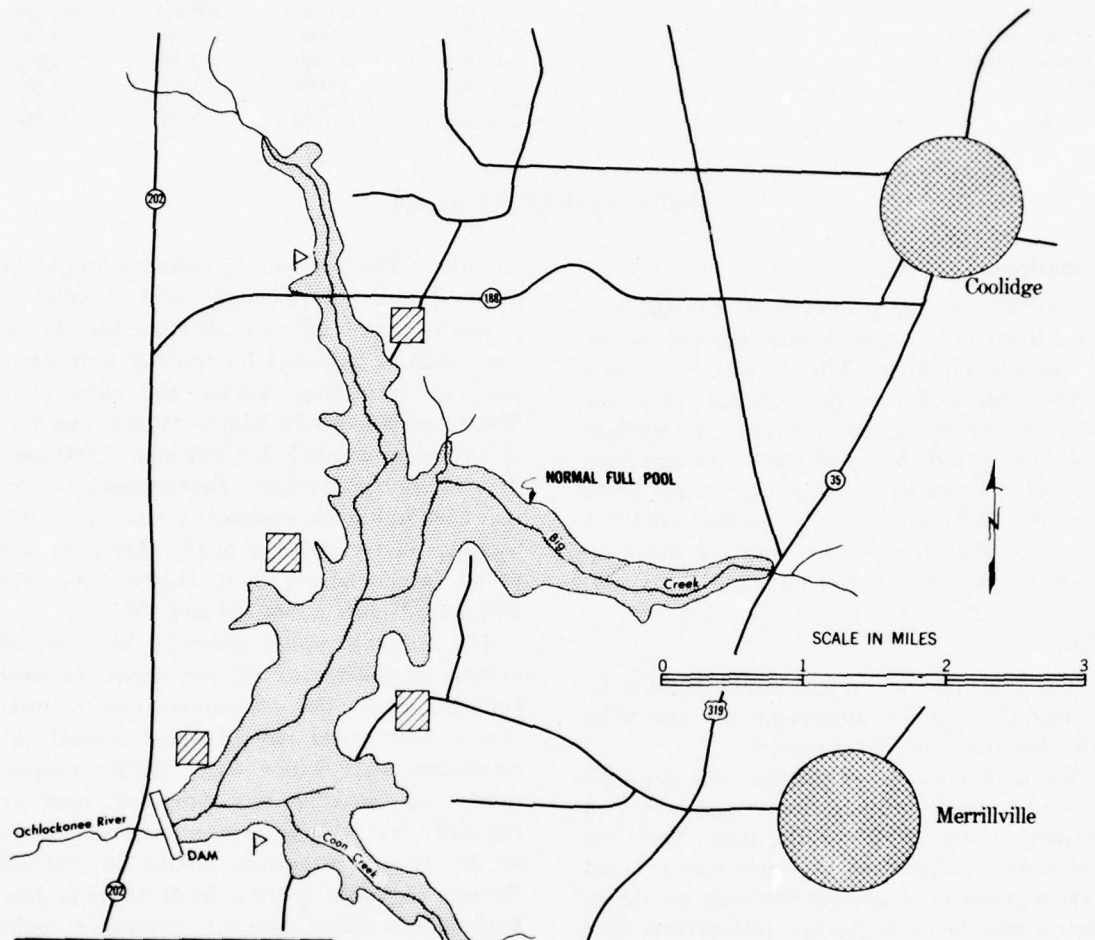 202
188
Coolidge
35
NORMAL FULL POOL
Big
Creek
SCALE IN MILES
0 1 2 3
319
Merrillville
Ochlockonee River
DAM
Coon Creek
202